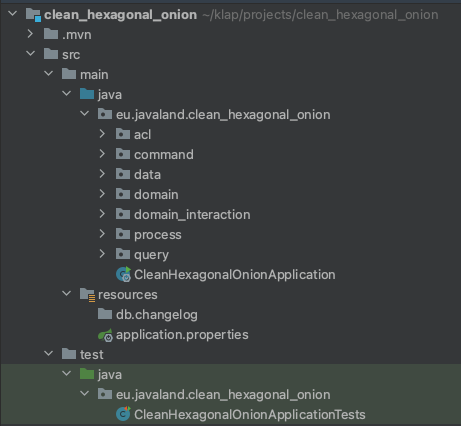 clean_hexagonal_onion ~/klap/projects/clean_hexagonal_onion
.mvn
src
main
java
eu.javaland.clean_hexagonal_onion
acl
command
data
domain
domain_interaction
process
query
CleanHexagonalOnionApplication
resources
db.changelog
application.properties
test
java
eu.javaland.clean_hexagonal_onion
CleanHexagonalOnionApplicationTests